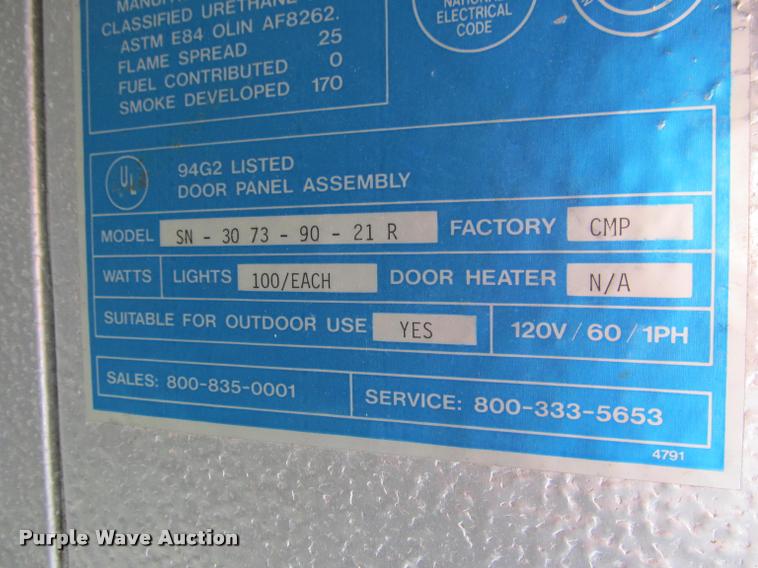 CLASSIFIED URETHANE
ASTM E84 OLIN AF8262.
FLAME SPREAD 25
FUEL CONTRIBUTED 0
SMOKE DEVELOPED 170
NATIONAL
ELECTRICAL
CODE
UL
94G2 LISTED
DOOR PANEL ASSEMBLY
MODEL SN - 30 73 - 90 - 21 R FACTORY CMP
WATTS LIGHTS 100/EACH DOOR HEATER N/A
SUITABLE FOR OUTDOOR USE YES 120V/60/1PH
SALES: 800-835-0001
SERVICE: 800-333-5653
4791
Purple Wave Auction